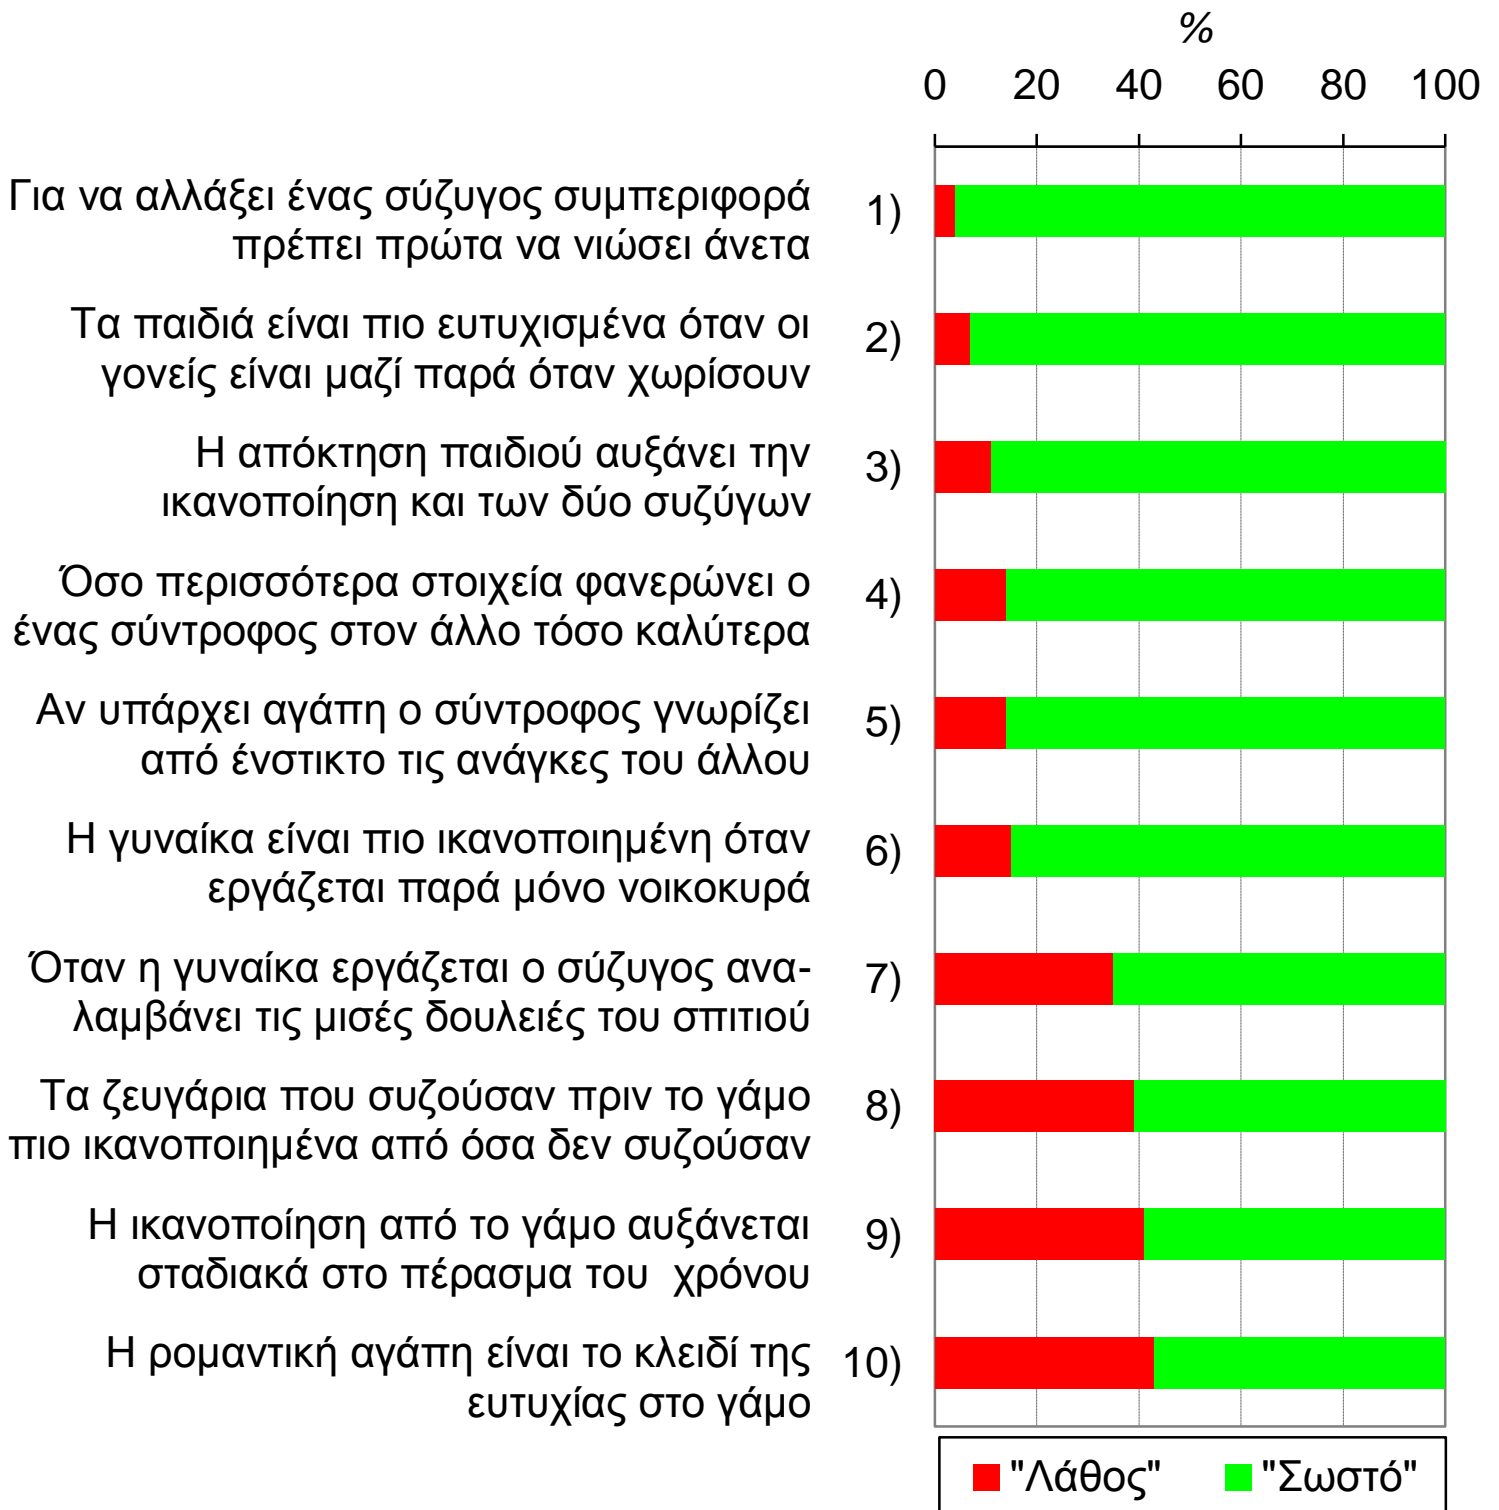 %
0 20 40 60 80 100
Για να αλλάξει ένας σύζυγος συμπεριφορά
πρέπει πρώτα να νιώσει άνετα
1)
Τα παιδιά είναι πιο ευτυχισμένα όταν οι
γονείς είναι μαζί παρά όταν χωρίσουν
2)
Η απόκτηση παιδιού αυξάνει την
ικανοποίηση και των δύο συζύγων
3)
Όσο περισσότερα στοιχεία φανερώνει ο
ένας σύντροφος στον άλλο τόσο καλύτερα
4)
Αν υπάρχει αγάπη ο σύντροφος γνωρίζει
από ένστικτο τις ανάγκες του άλλου
5)
Η γυναίκα είναι πιο ικανοποιημένη όταν
εργάζεται παρά μόνο νοικοκυρά
6)
Όταν η γυναίκα εργάζεται ο σύζυγος ανα-
λαμβάνει τις μισές δουλειές του σπιτιού
7)
Τα ζευγάρια που συζούσαν πριν το γάμο
πιο ικανοποιημένα από όσα δεν συζούσαν
8)
Η ικανοποίηση από το γάμο αυξάνεται
σταδιακά στο πέρασμα του  χρόνου
9)
Η ρομαντική αγάπη είναι το κλειδί της
ευτυχίας στο γάμο
10)
"Λάθος" "Σωστό"